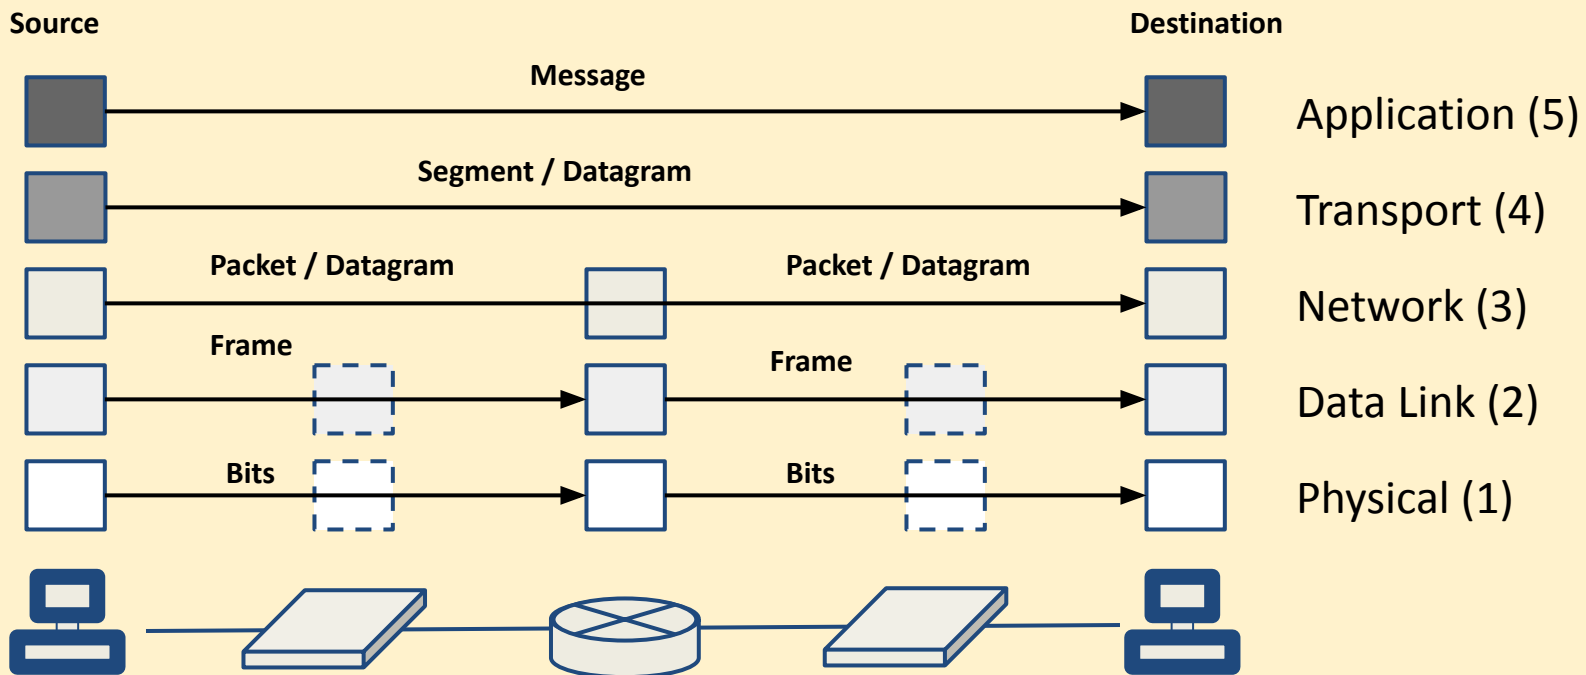 Source
Destination
Message
Application (5)
Segment / Datagram
Transport (4)
Packet / Datagram
Packet / Datagram
Network (3)
Frame
Frame
Data Link (2)
Bits
Bits
Physical (1)